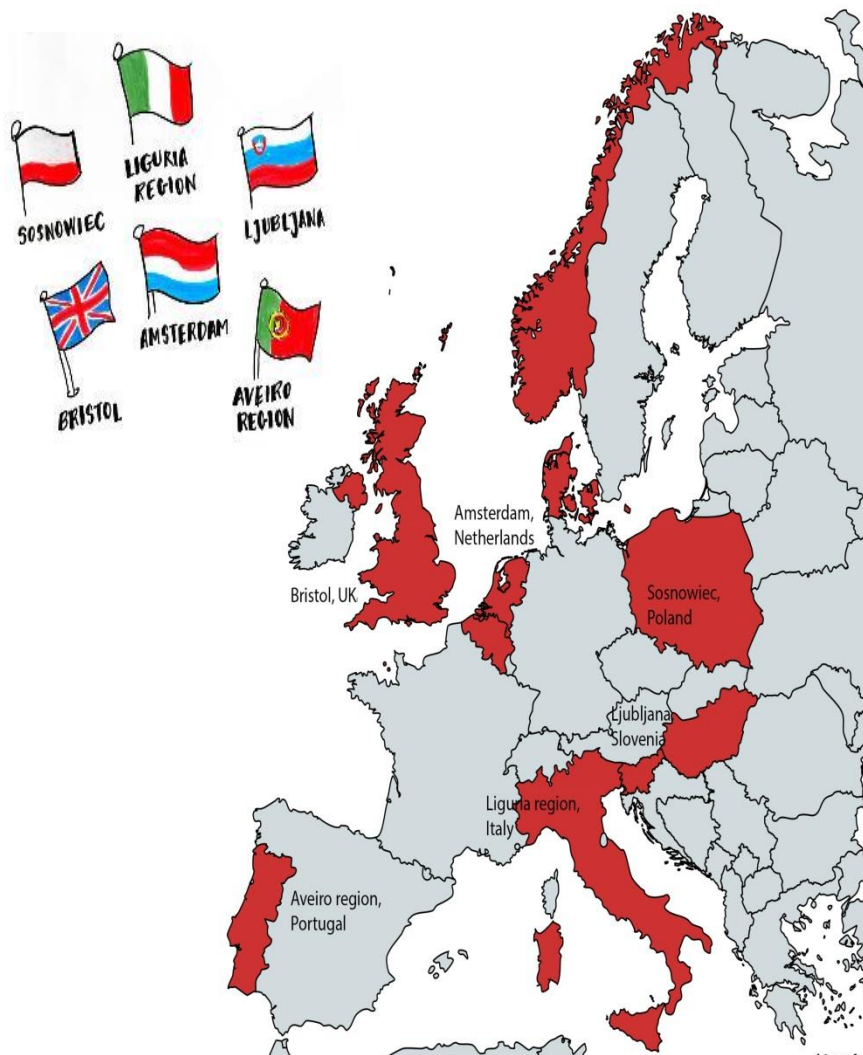 LIGURIA
REGION
SOSNOWIEC
LJUBLJANA
AMSTERDAM
BRISTOL
AVEIRO
REGION
Amsterdam,
Netherlands
Bristol, UK
Sosnowiec,
Poland
Ljubljana
Slovenia
Liguria region,
Italy
Aveiro region,
Portugal